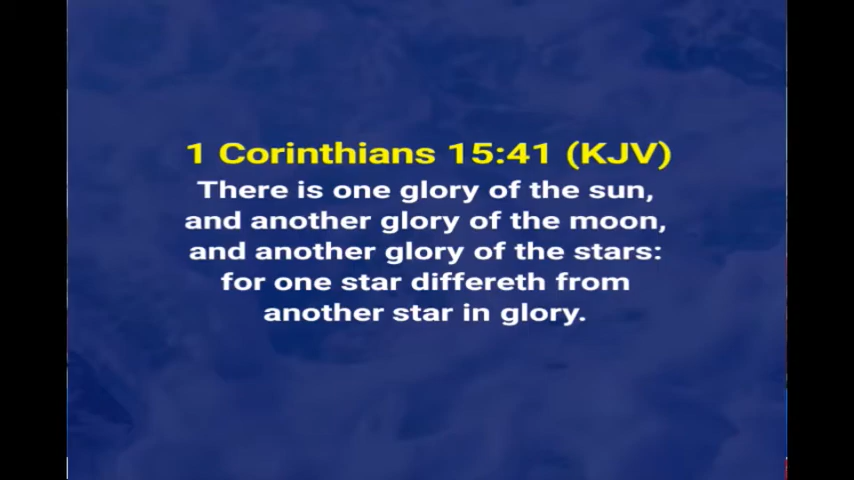 1 Corinthians 15:41 (KJV)
There is one glory of the sun,
and another glory of the moon,
and another glory of the stars:
for one star differeth from
another star in glory.